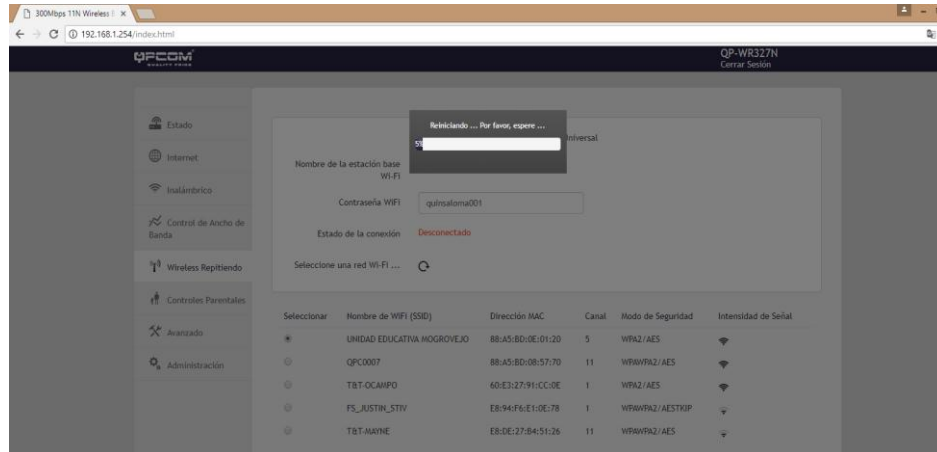 300Mbps 11N Wireless
192.168.1.254/index.html
QPCOM
QP-WR327N
Cerrar Sesión
Estado
Internet
Inalámbrico
Control de Ancho de
Banda
Wireless Repitiendo
Controles Parentales
Avanzado
Administración
Reiniciando ... Por favor, espere ...
5%
Universal
Nombre de la estación base
Wi-Fi
Contraseña WiFi
quinsaloma001
Estado de la conexión
Desconectado
Seleccione una red Wi-Fi ...
Seleccionar Nombre de WiFi (SSID) Dirección MAC Canal Modo de Seguridad Intensidad de Señal
UNIDAD EDUCATIVA MOGROVEJO 88:A5:BD:0E:01:20 5 WPA2/AES
QPC0007 88:A5:BD:08:57:70 11 WPAWPA2/AES
T&T-OCAMPO 60:E3:27:91:CC:0E 1 WPA2/AES
FS_JUSTIN_STIV E8:94:F6:E1:0E:78 1 WPAWPA2/AESTKIP
T&T-MAYNE E8:DE:27:B4:51:26 11 WPAWPA2/AES